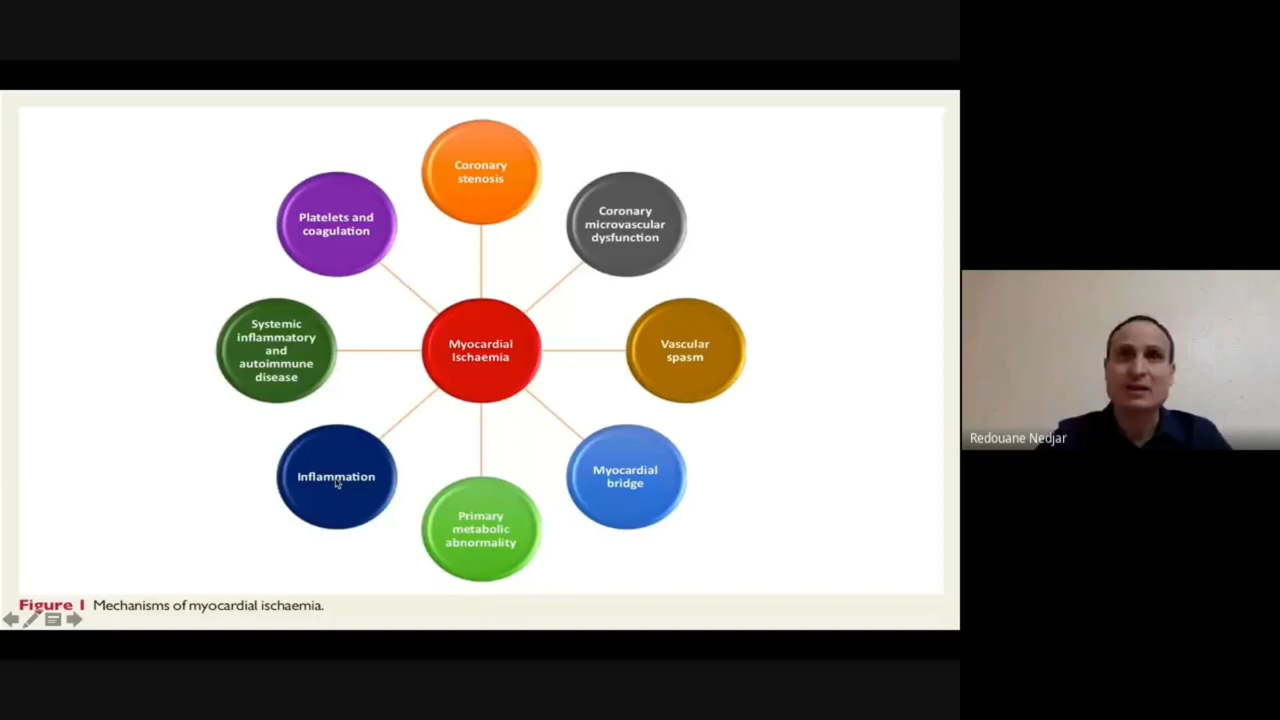 Coronary
stenosis
Platelets and
coagulation
Coronary
microvascular
dysfunction
Systemic
inflammatory
and
autoimmune
disease
Myocardial
Ischaemia
Vascular
spasm
Inflammation
Myocardial
bridge
Primary
metabolic
abnormality
Figure 1 Mechanisms of myocardial ischaemia.
Redouane Nedjar